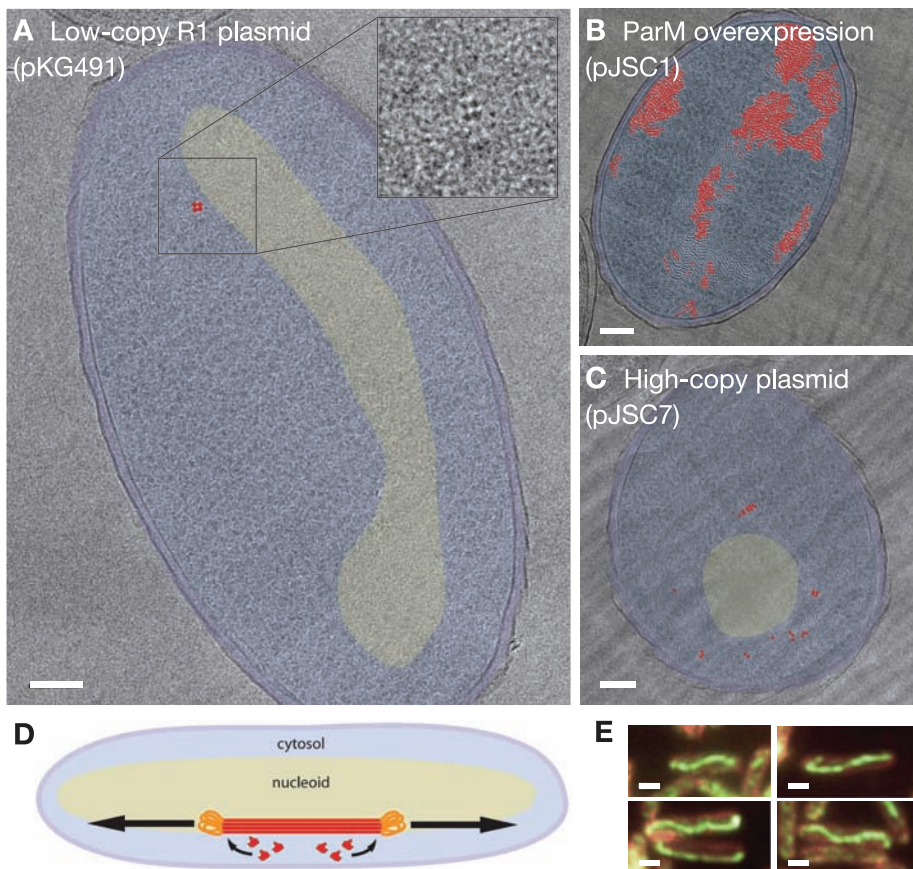 A Low-copy R1 plasmid
(pKG491)
B ParM overexpression
(pJSC1)
C High-copy plasmid
(pJSC7)
D
cytosol
nucleoid
E